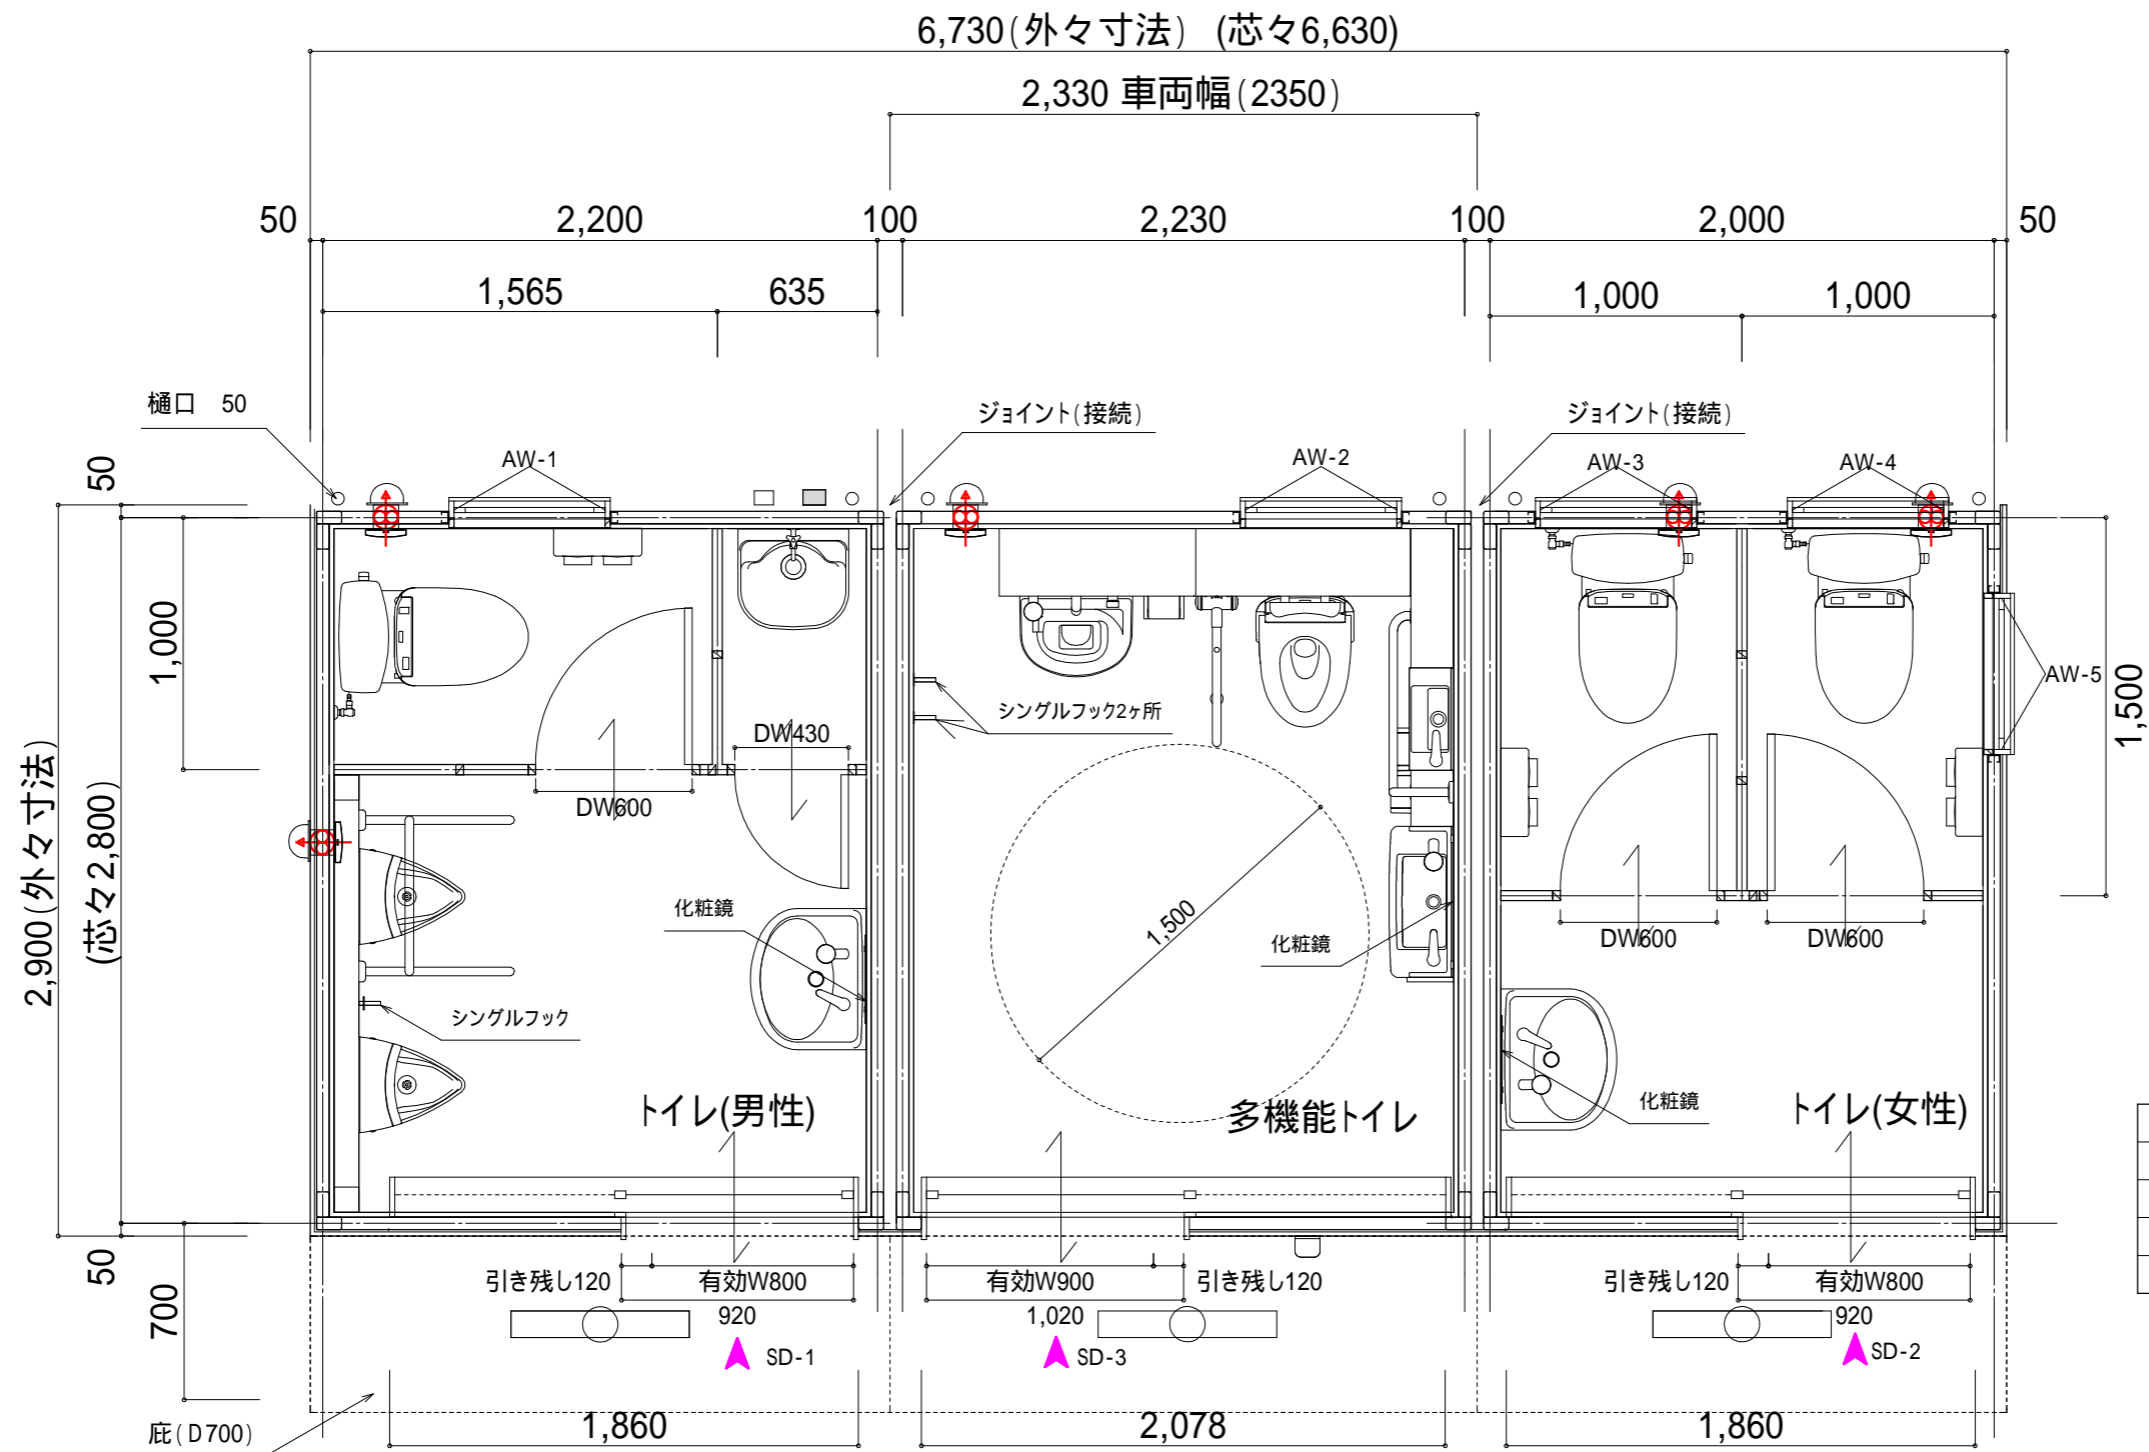 6,730(外々寸法) (芯々6,630)
2,330 車両幅(2350)
50 2,200 100 2,230 100 2,000 50
1,565 635 1,000 1,000
樋口 50
ジョイント(接続)
ジョイント(接続)
AW-1
AW-2
AW-3
AW-4
50
1,000
2,900(外々寸法)
(芯々2,800)
50
700
AW-5
1,500
シングルフック2ヶ所
DW430
DW600
化粧鏡
1,500
化粧鏡
DW600
DW600
シングルフック
化粧鏡
トイレ(男性)
多機能トイレ
トイレ(女性)
引き残し120 有効W800
有効W900 引き残し120
引き残し120 有効W800
920
1,020
920
SD-1
SD-3
SD-2
庇(D700)
1,860
2,078
1,860